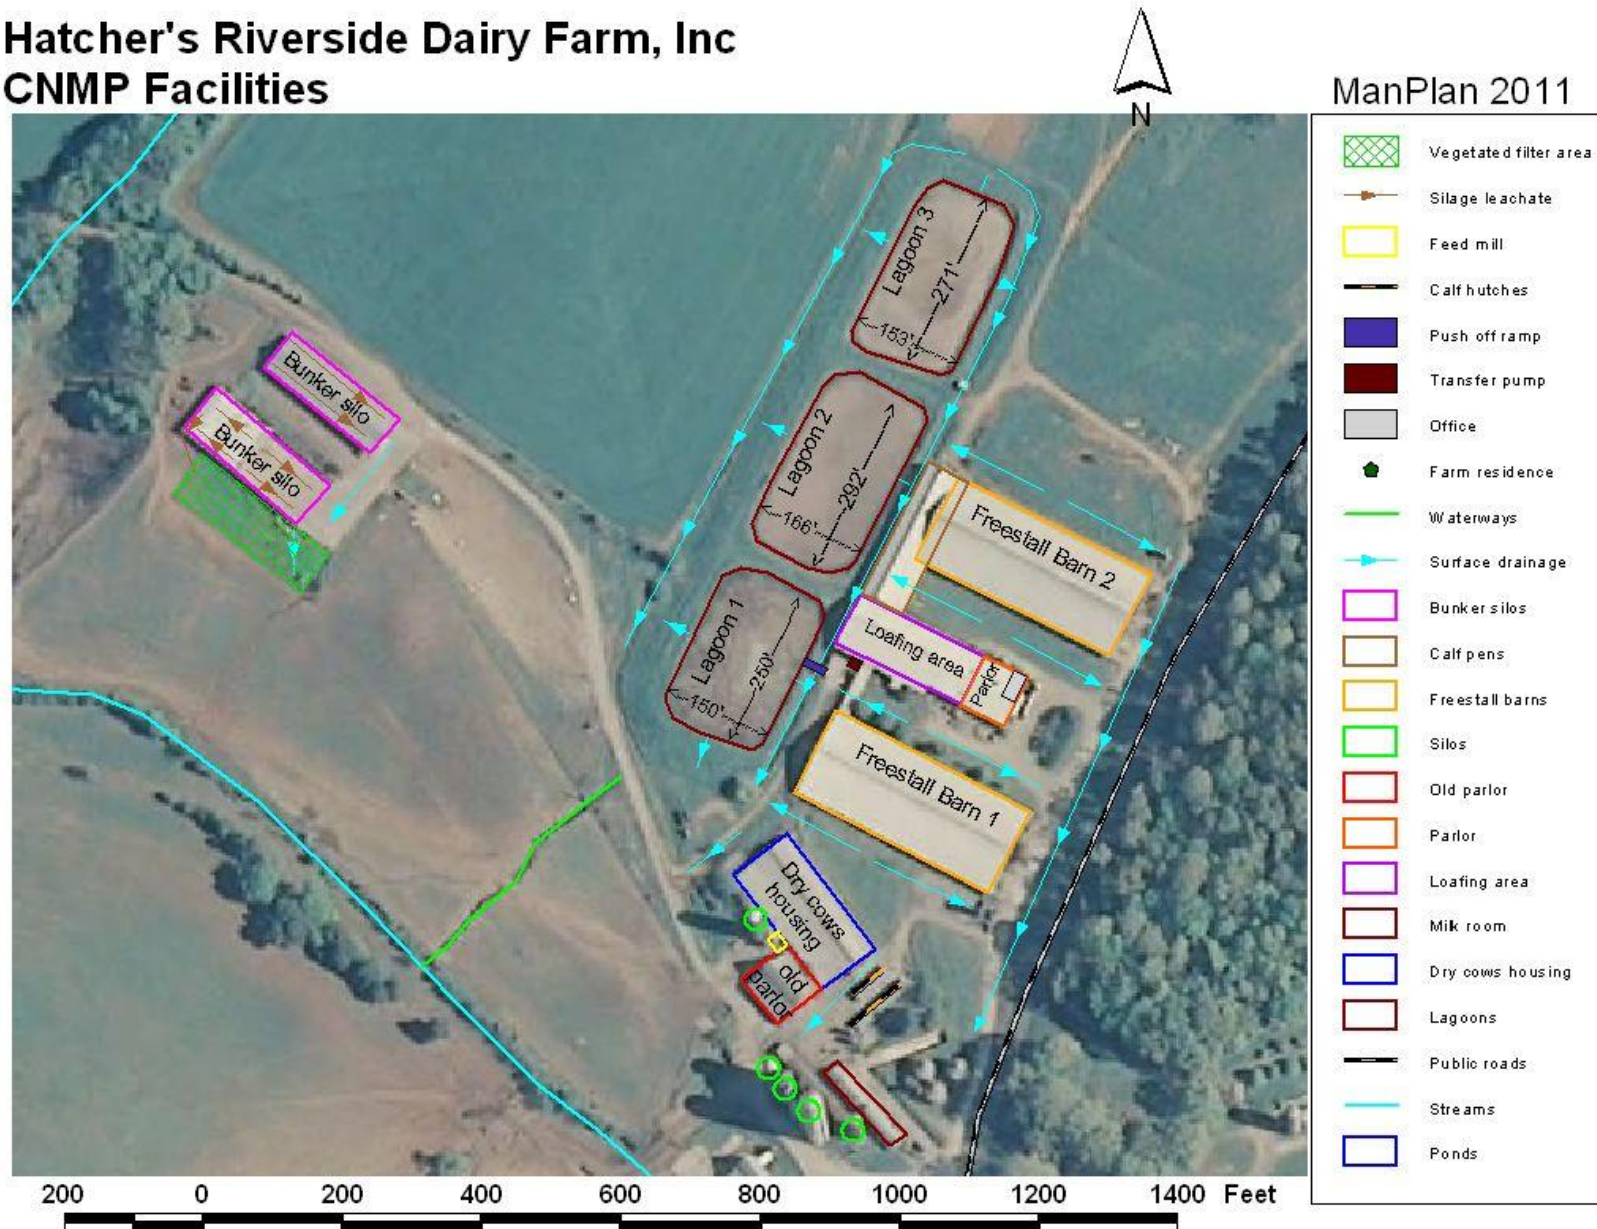 Hatcher's Riverside Dairy Farm, Inc
CNMP Facilities
N
ManPlan 2011
Vegetated filter area
Silage leachate
Feed mill
Calf hutches
Push off ramp
Transfer pump
Office
Farm residence
Waterways
Surface drainage
Bunker silos
Calf pens
Freestall barns
Silos
Old parlor
Parlor
Loafing area
Milk room
Dry cows housing
Lagoons
Public roads
Streams
Ponds
Lagoon 3
271'
153'
Bunker silo
Bunker silo
Lagoon 2
292'
166'
Freestall Barn 2
Lagoon 1
250'
150'
Loafing area
Parlor
Freestall Barn 1
Dry cows
housing
old
parlor
200 0 200 400 600 800 1000 1200 1400 Feet